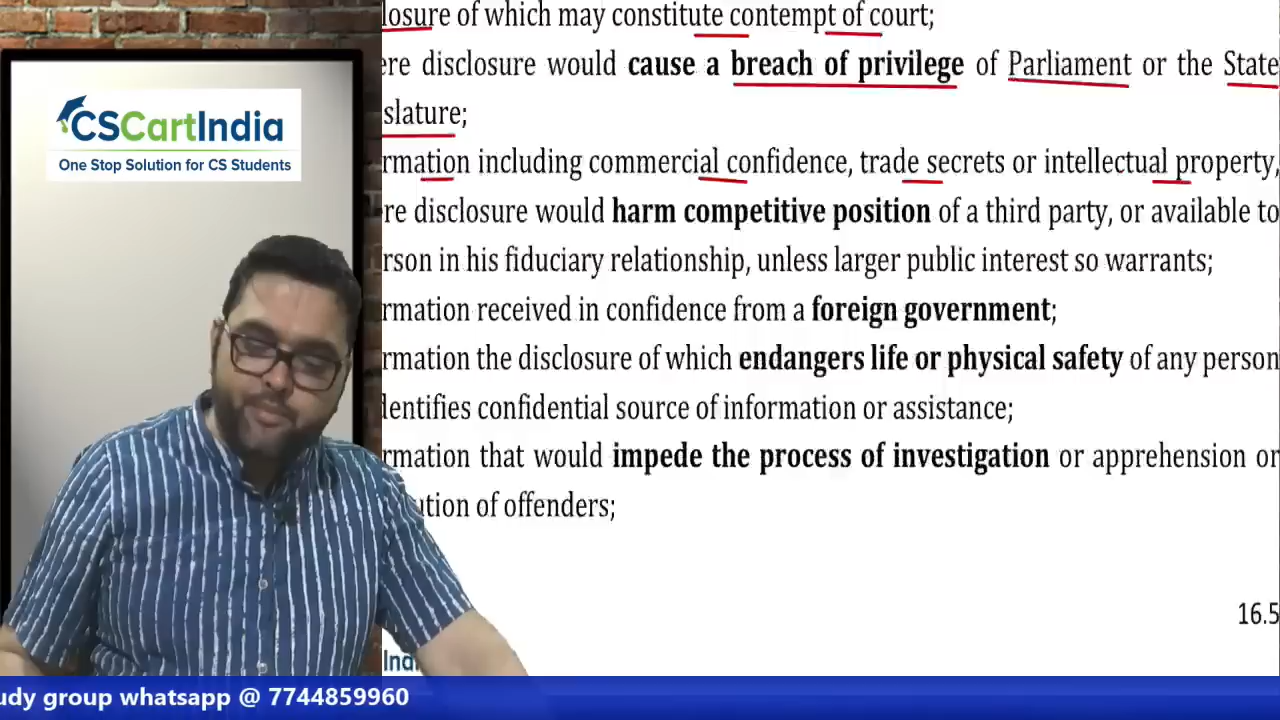 CSCartIndia
One Stop Solution for CS Students
losure of which may constitute contempt of court;
ere disclosure would cause a breach of privilege of Parliament or the State
slature;
rmation including commercial confidence, trade secrets or intellectual property,
re disclosure would harm competitive position of a third party, or available to
rson in his fiduciary relationship, unless larger public interest so warrants;
rmation received in confidence from a foreign government;
rmation the disclosure of which endangers life or physical safety of any person
dentifies confidential source of information or assistance;
rmation that would impede the process of investigation or apprehension or
ution of offenders;
16.5
Ind
udy group whatsapp @ 7744859960